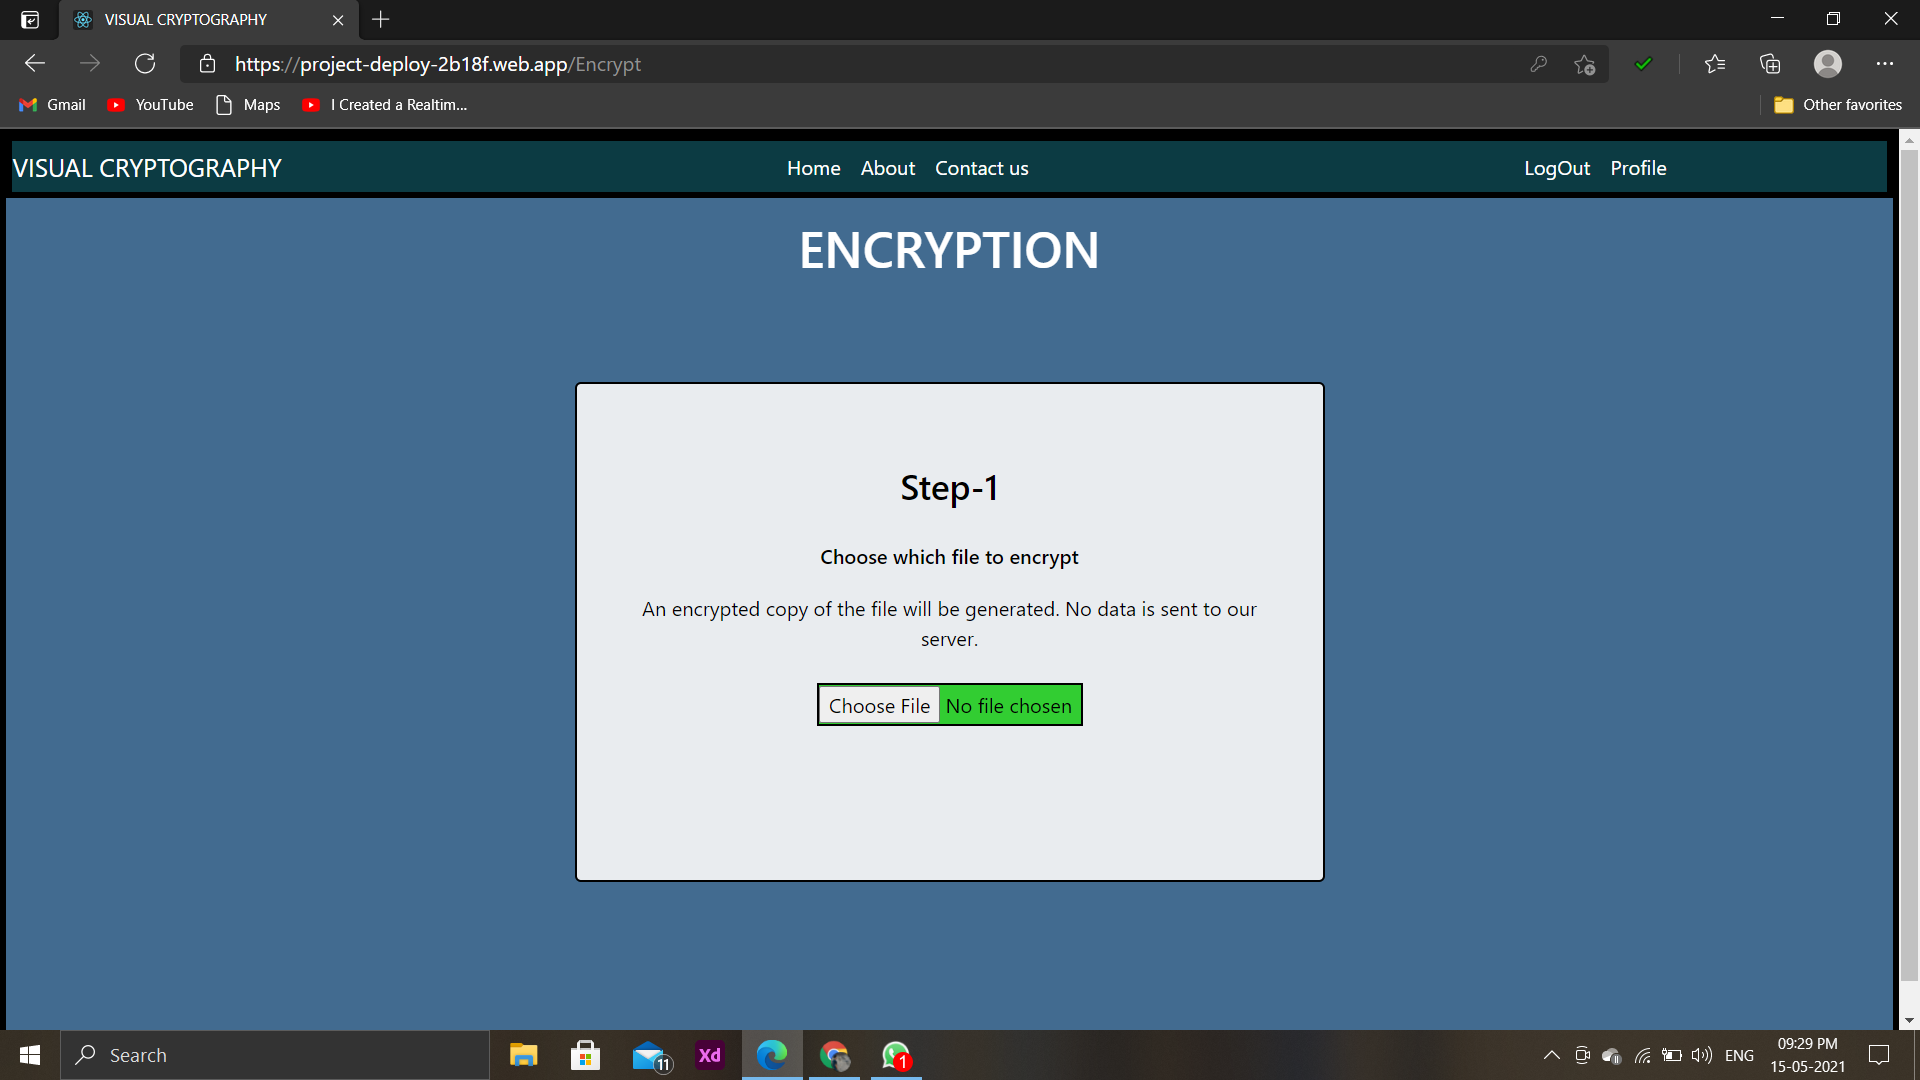 VISUAL CRYPTOGRAPHY
https://project-deploy-2b18f.web.app/Encrypt
Gmail
YouTube
Maps
I Created a Realtim...
Other favorites
VISUAL CRYPTOGRAPHY
Home
About
Contact us
LogOut
Profile
ENCRYPTION
Step-1
Choose which file to encrypt
An encrypted copy of the file will be generated. No data is sent to our
server.
Choose File
No file chosen
Search
11
Xd
1
ENG
09:29 PM
15-05-2021